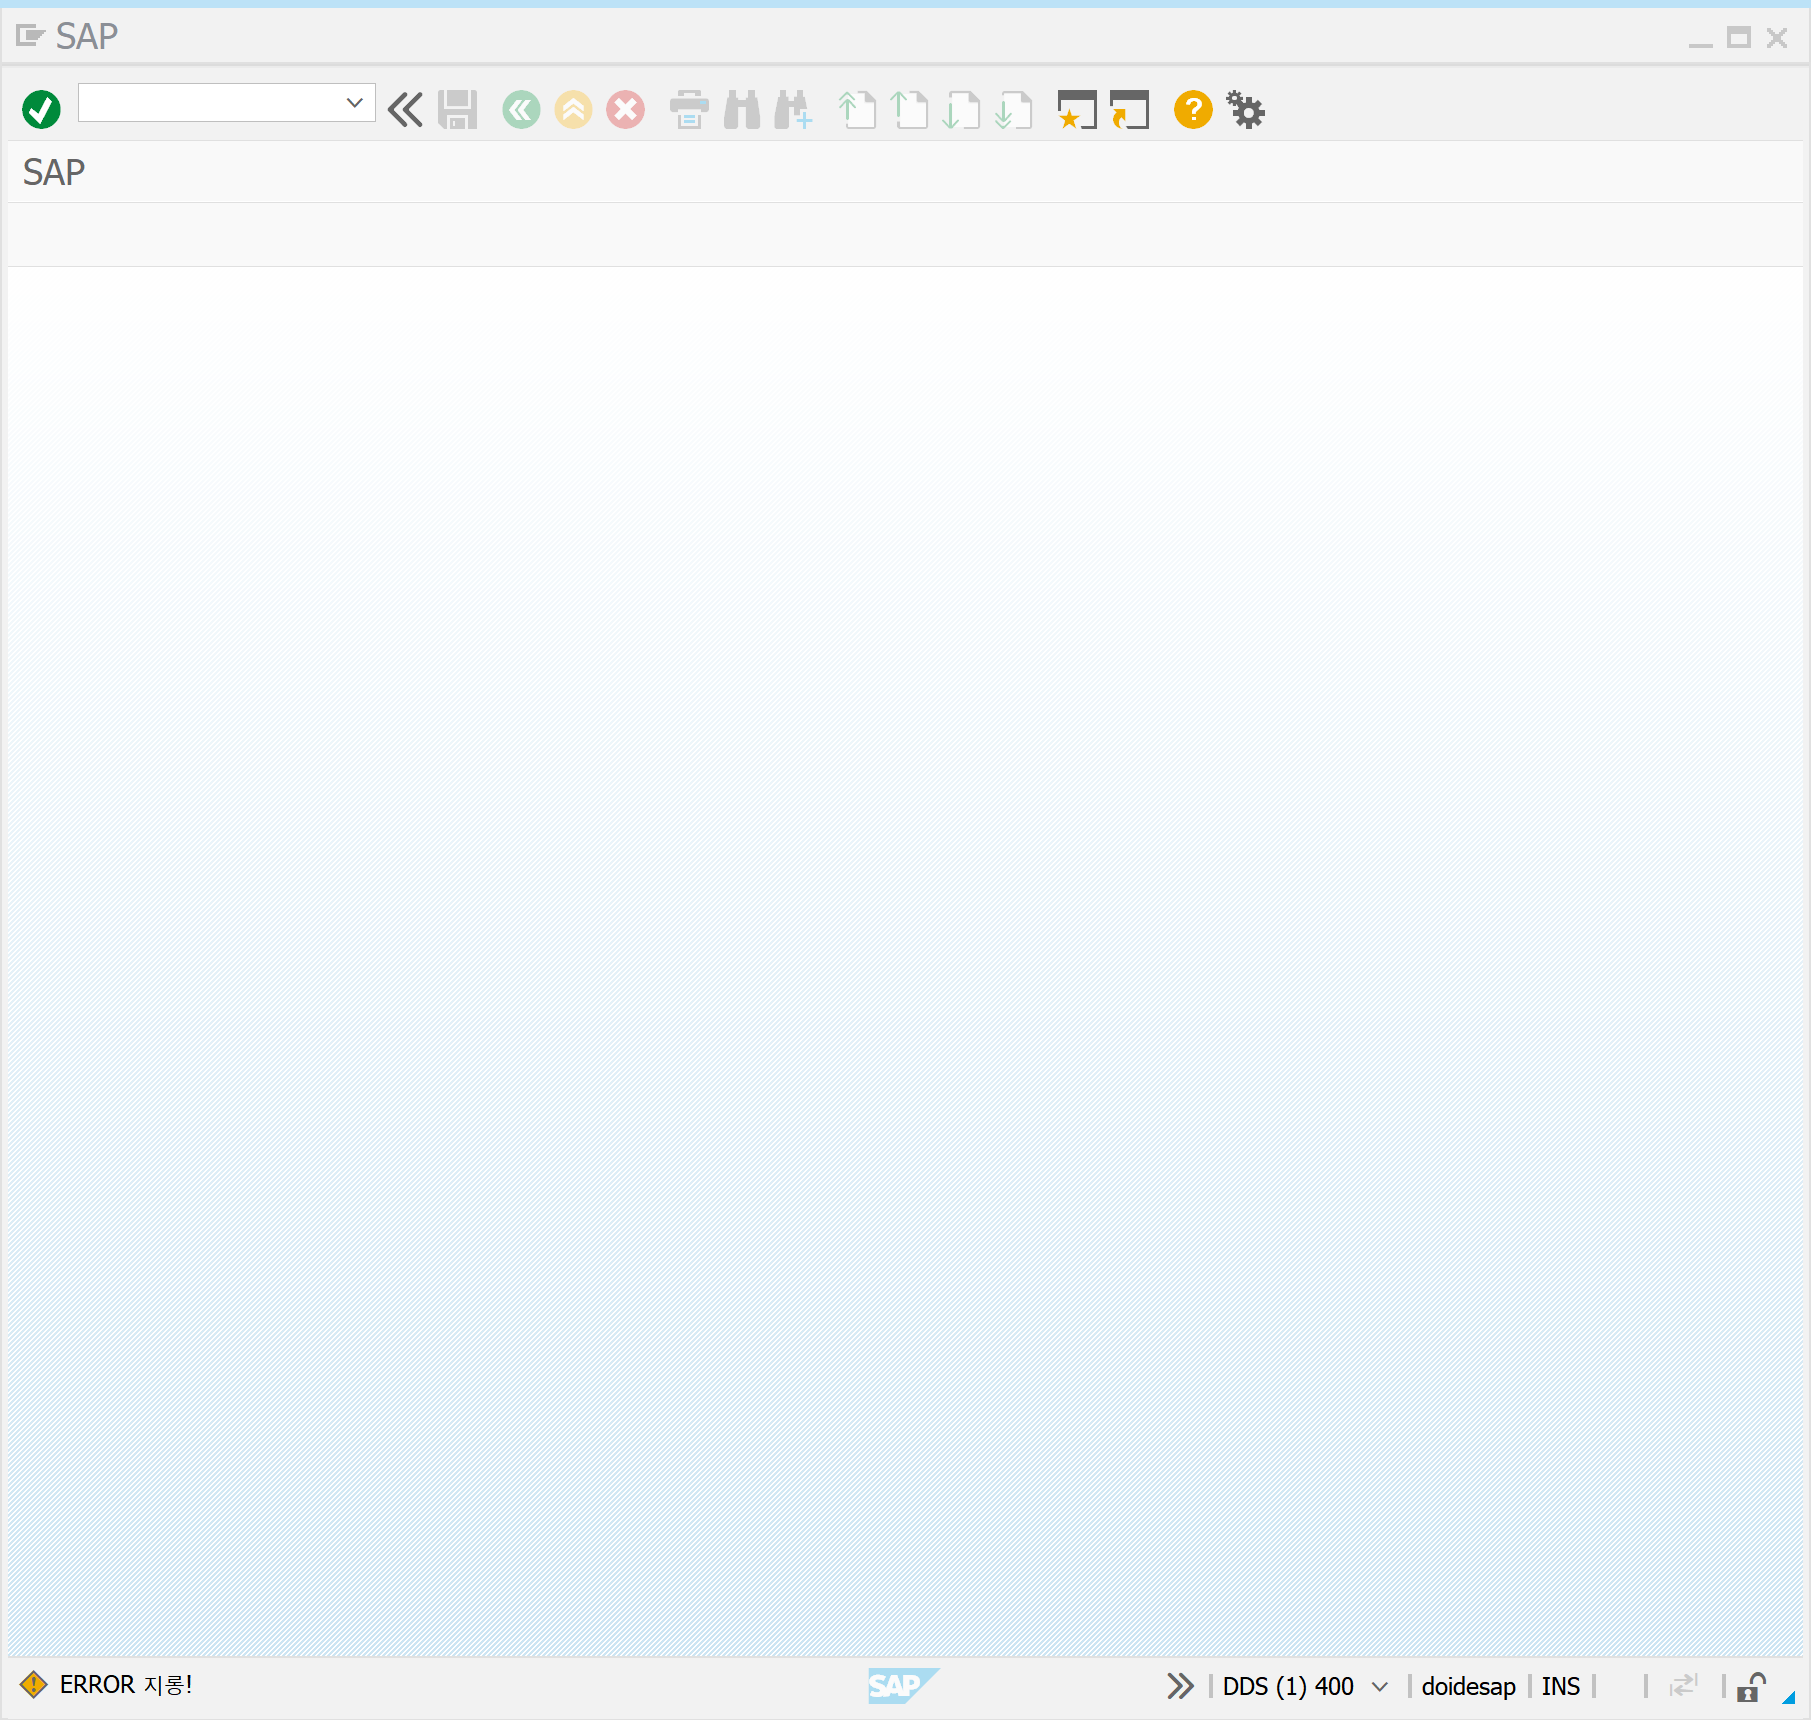 SAP
SAP
ERROR 지롱!
SAP
DDS (1) 400
doidesap
INS